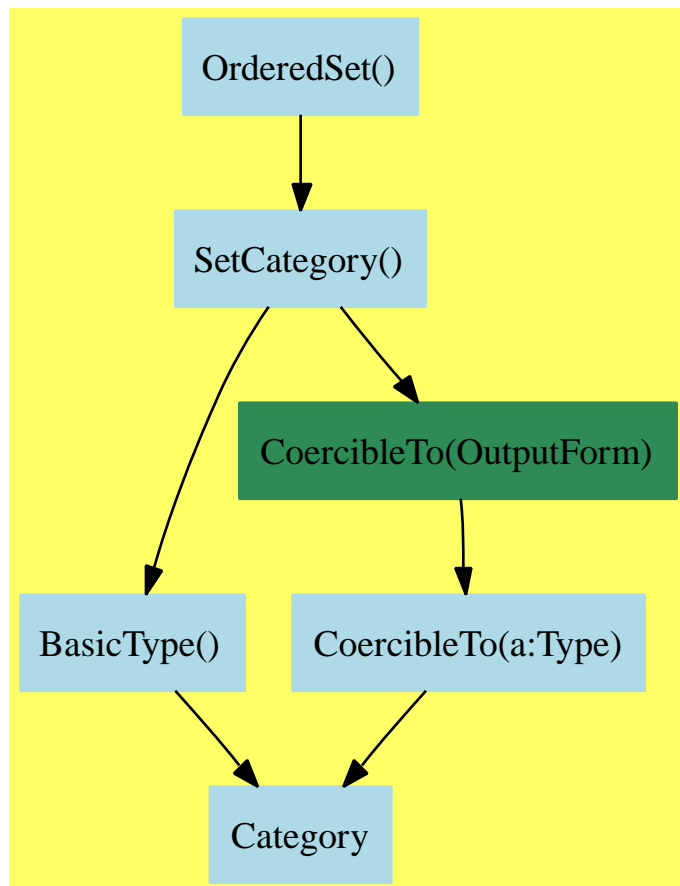 OrderedSet()
SetCategory()
CoercibleTo(OutputForm)
BasicType()
CoercibleTo(a:Type)
Category